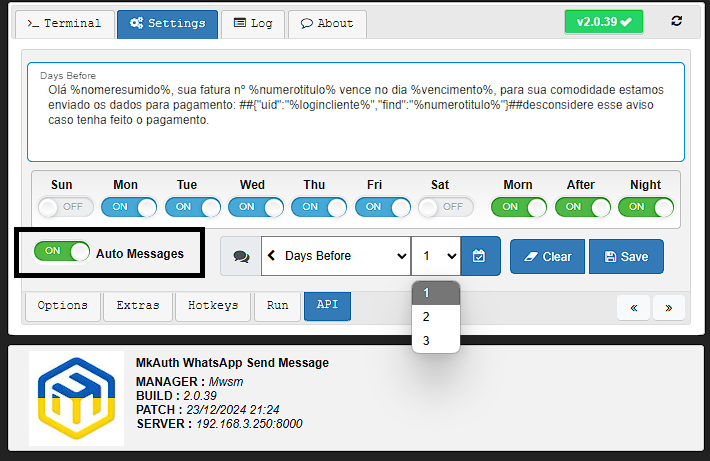 >_ Terminal Settings Log About v2.0.39
Days Before
Olá %nomeresumido%, sua fatura nº %numerotitulo% vence no dia %vencimento%, para sua comodidade estamos
enviado os dados para pagamento: ##{"uid":"%logincliente%","find":"%numerotitulo%"}##desconsidere esse aviso
caso tenha feito o pagamento.
Sun Mon Tue Wed Thu Fri Sat Morn After Night
OFF ON ON ON ON ON OFF ON ON ON
ON Auto Messages Days Before 1 Clear Save
1
2
3
Options Extras Hotkeys Run API « »
MkAuth WhatsApp Send Message
MANAGER : Mwsm
BUILD : 2.0.39
PATCH : 23/12/2024 21:24
SERVER : 192.168.3.250:8000